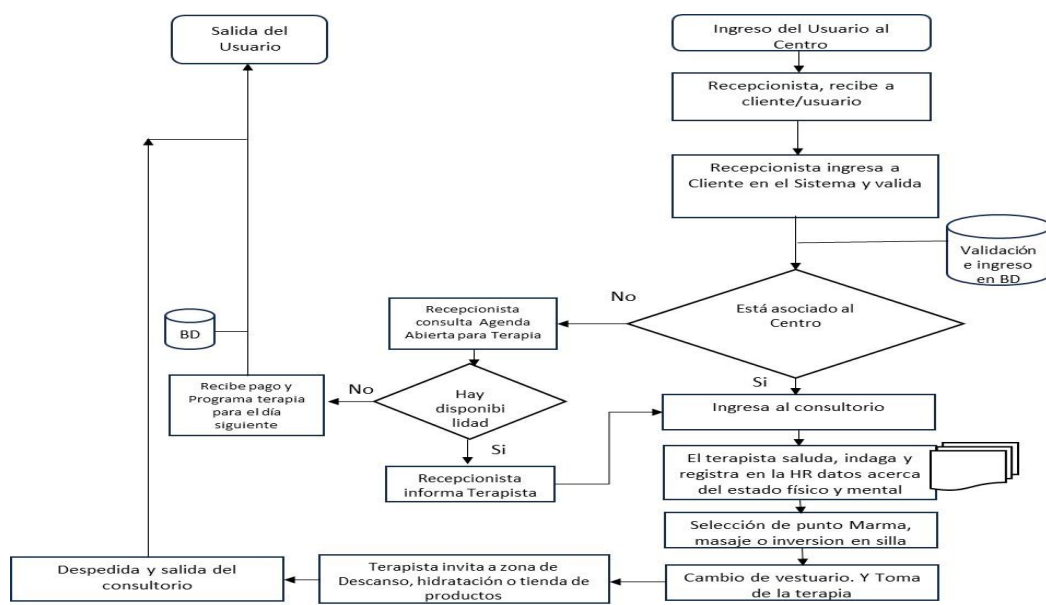 Salida del
Usuario
Ingreso del Usuario al
Centro
Recepcionista, recibe a
cliente/usuario
Recepcionista ingresa a
Cliente en el Sistema y valida
Validación
e ingreso
en BD
Está asociado al
Centro
No
Si
Recepcionista
consulta Agenda
Abierta para Terapia
BD
Hay
disponibi
lidad
No
Si
Recibe pago y
Programa terapia
para el día
siguiente
Recepcionista
informa Terapista
Ingresa al consultorio
El terapista saluda, indaga y
registra en la HR datos acerca
del estado físico y mental
Selección de punto Marma,
masaje o inversion en silla
Cambio de vestuario. Y Toma
de la terapia
Terapista invita a zona de
Descanso, hidratación o tienda de
productos
Despedida y salida del
consultorio